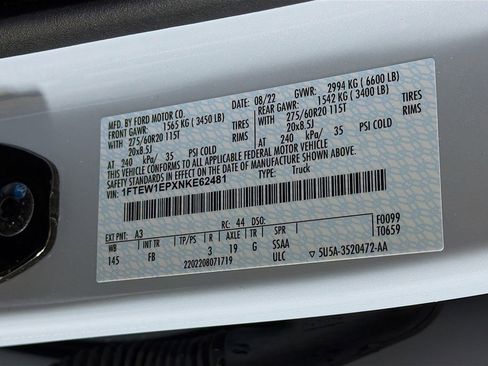 MFD. BY FORD MOTOR CO. DATE: 08/22 GVWR: 2994 KG ( 6600 LB)
FRONT GAWR: 1565 KG ( 3450 LB) REAR GAWR: 1542 KG ( 3400 LB)
WITH 275/60R20 115T TIRES WITH 275/60R20 115T TIRES
20x8.5J RIMS 20x8.5J RIMS
AT 240 kPa/ 35 PSI COLD AT 240 kPa/ 35 PSI COLD
THIS VEHICLE CONFORMS TO ALL APPLICABLE FEDERAL MOTOR VEHICLE
SAFETY STANDARDS IN EFFECT ON THE DATE OF MANUFACTURE SHOWN ABOVE.
VIN: 1FTEW1EPXNKE62481 TYPE: Truck
EXT PNT: A3 RC: 44 DSO: F0099
WB INT TR TP/PS R AXLE TR SPR T0659
145 FB 3 19 G SSAA
2202208071719 ULC 5U5A-3520472-AA